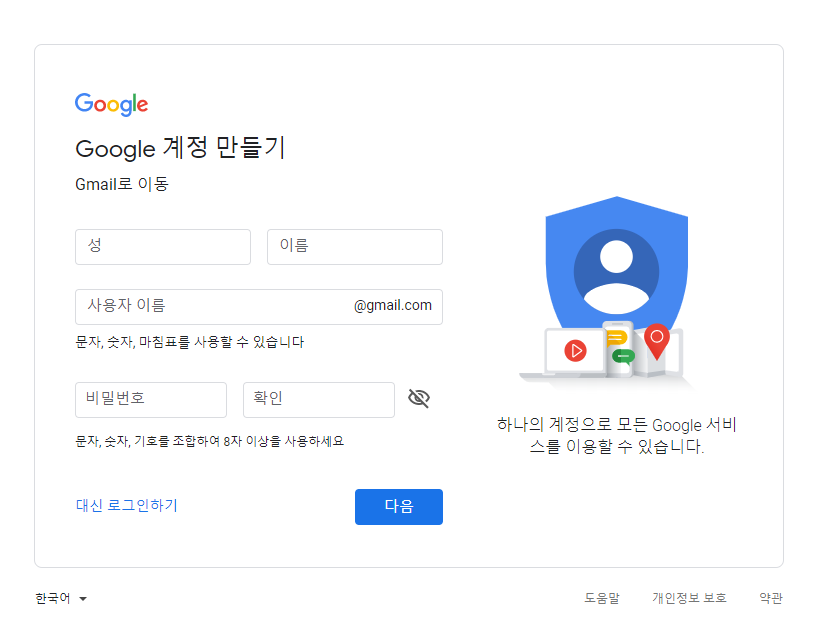 Google
Google 계정 만들기
Gmail로 이동
성
이름
사용자 이름
@gmail.com
문자, 숫자, 마침표를 사용할 수 있습니다
비밀번호
확인
문자, 숫자, 기호를 조합하여 8자 이상을 사용하세요
대신 로그인하기
다음
하나의 계정으로 모든 Google 서비
스를 이용할 수 있습니다.
한국어
도움말
개인정보 보호
약관